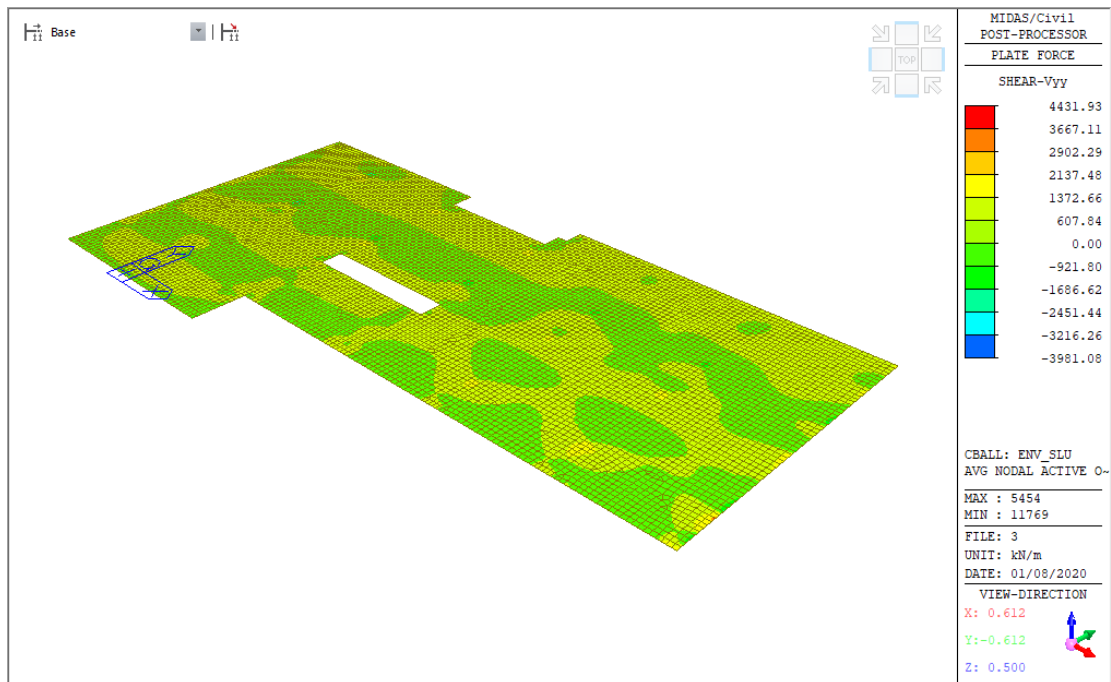 Base
TOP
MIDAS/Civil
POST-PROCESSOR
PLATE FORCE
SHEAR-Vyy
4431.93
3667.11
2902.29
2137.48
1372.66
607.84
0.00
-921.80
-1686.62
-2451.44
-3216.26
-3981.08
CBALL: ENV_SLU
AVG NODAL ACTIVE O~
MAX : 5454
MIN : 11769
FILE: 3
UNIT: kN/m
DATE: 01/08/2020
VIEW-DIRECTION
X: 0.612
Y:-0.612
Z: 0.500